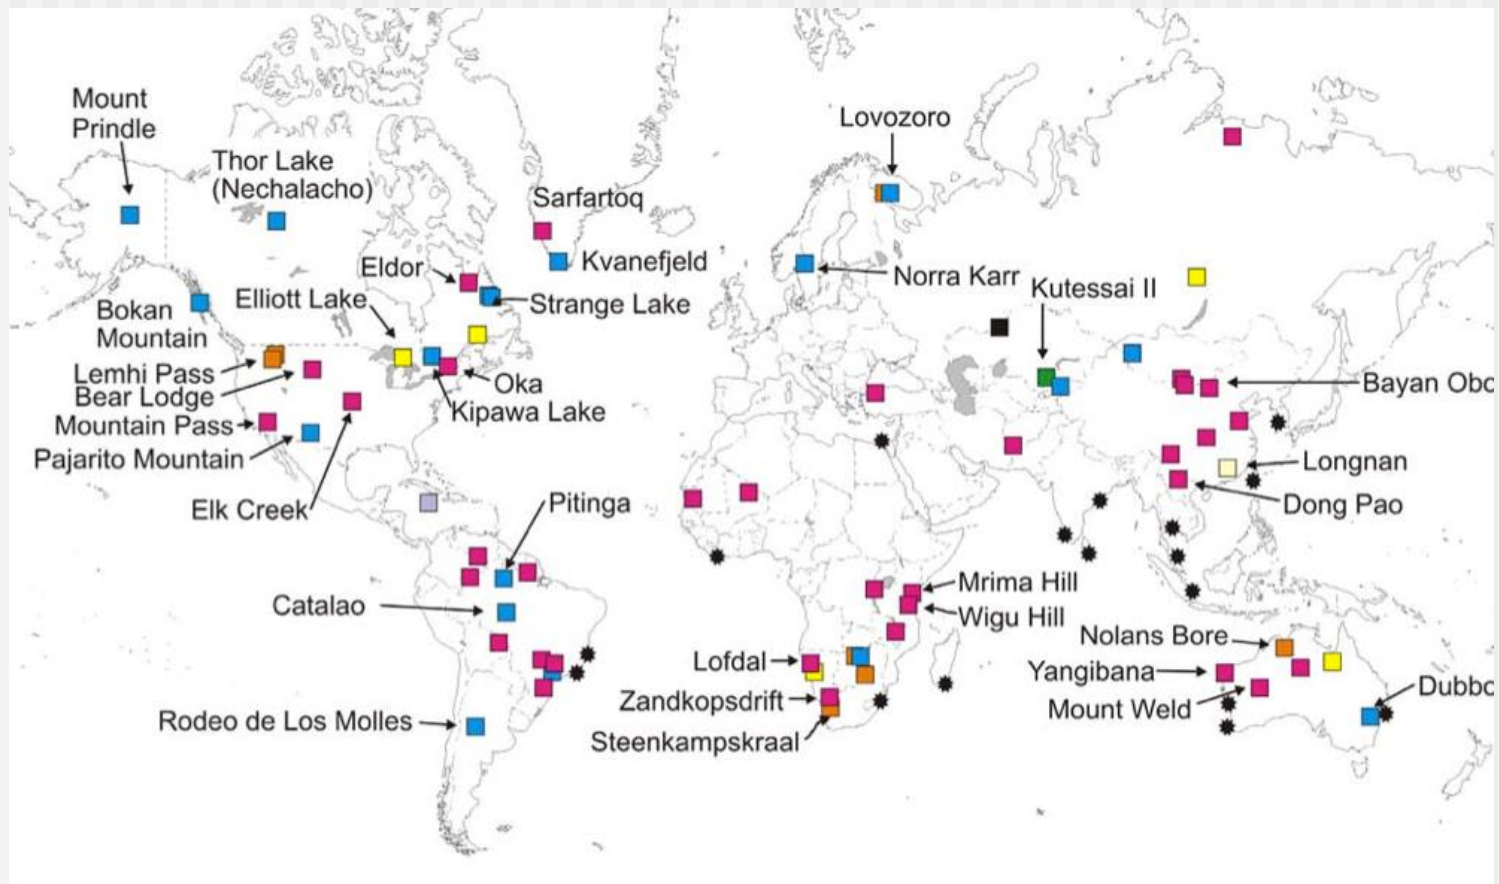 Mount
Prindle
Thor Lake
(Nechalacho)
Sarfartoq
Lovozoro
Eldor
Kvanefjeld
Norra Karr
Kutessai II
Bokan
Mountain
Elliott Lake
Strange Lake
Lemhi Pass
Bear Lodge
Oka
Kipawa Lake
Bayan Obo
Mountain Pass
Pajarito Mountain
Elk Creek
Longnan
Dong Pao
Pitinga
Catalao
Mrima Hill
Wigu Hill
Nolans Bore
Lofdal
Yangibana
Dubbo
Zandkopsdrift
Mount Weld
Rodeo de Los Molles
Steenkampskraal